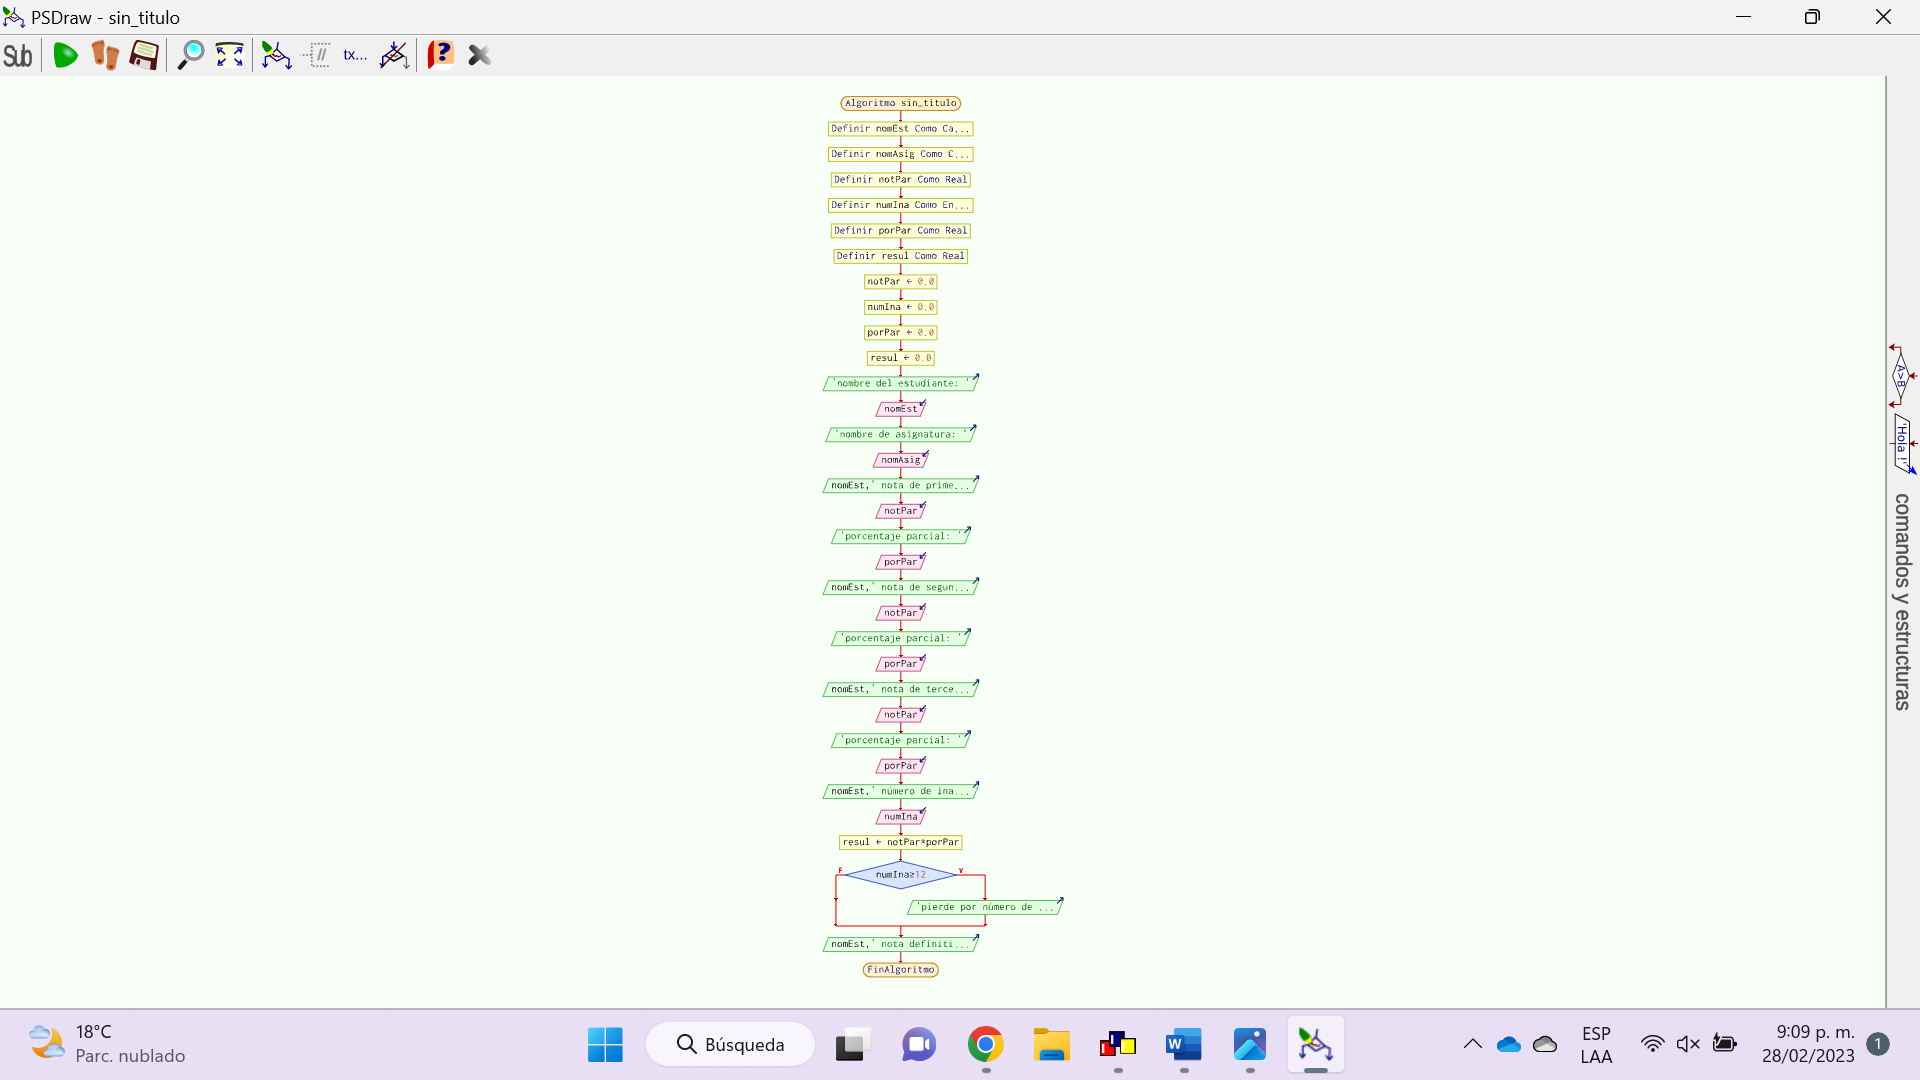 PSDraw - sin_titulo
Sub
tx...
Algoritmo sin_titulo
Definir nomEst Como Ca...
Definir nomAsig Como C...
Definir notPar Como Real
Definir numIna Como En...
Definir porPar Como Real
Definir resul Como Real
notPar ← 0.0
numIna ← 0.0
porPar ← 0.0
resul ← 0.0
'nombre del estudiante: '
nomEst
'nombre de asignatura: '
nomAsig
nomEst,' nota de prime...
notPar
'porcentaje parcial: '
porPar
nomEst,' nota de segun...
notPar
'porcentaje parcial: '
porPar
nomEst,' nota de terce...
notPar
'porcentaje parcial: '
porPar
nomEst,' número de ina...
numIna
resul ← notPar*porPar
F
numIna≥12
V
'pierde por número de ...
nomEst,' nota definiti...
FinAlgoritmo
A>B
'Hola !'
comandos y estructuras
18°C
Parc. nublado
Búsqueda
ESP
LAA
9:09 p. m.
28/02/2023
1